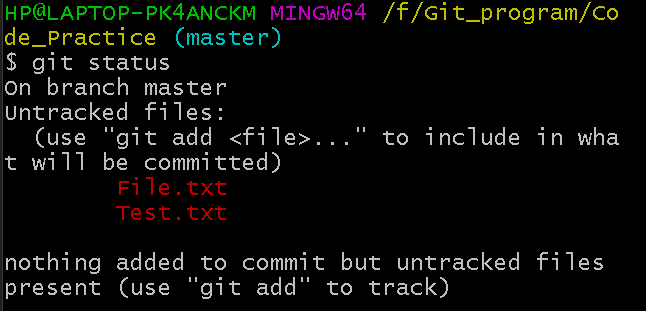 HP@LAPTOP-PK4ANCKM MINGW64 /f/Git_program/Co
de_Practice (master)
$ git status
On branch master
Untracked files:
  (use "git add <file>..." to include in wha
t will be committed)
        File.txt
        Test.txt

nothing added to commit but untracked files
present (use "git add" to track)